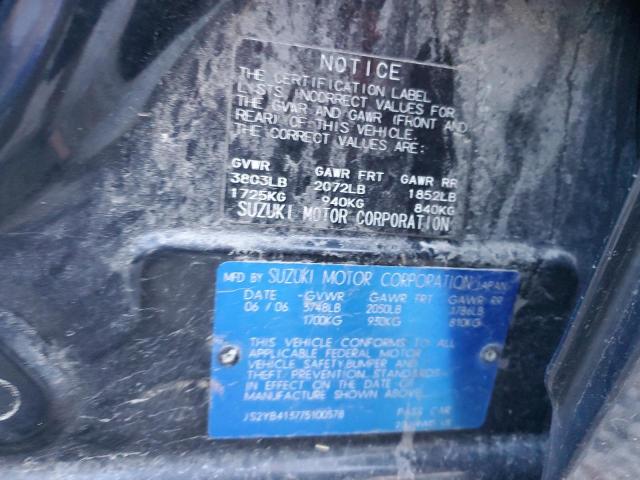 NOTICE
THE CERTIFICATION LABEL
LISTS INCORRECT VALUES FOR
THE GVWR AND GAWR (FRONT AND
REAR) OF THIS VEHICLE.
THE CORRECT VALUES ARE:
GVWR GAWR FRT GAWR RR
3803LB 2072LB 1852LB
1725KG 940KG 840KG
SUZUKI MOTOR CORPORATION
MFD BY SUZUKI MOTOR CORPORATION JAPAN
DATE GVWR GAWR FRT GAWR RR
06/06 3748LB 2050LB 1786LB
1700KG 930KG 810KG
THIS VEHICLE CONFORMS TO ALL
APPLICABLE FEDERAL MOTOR
VEHICLE SAFETY, BUMPER AND
THEFT PREVENTION STANDARDS
IN EFFECT ON THE DATE OF
MANUFACTURE SHOWN ABOVE.
JS2YB413775100578 PASS CAR